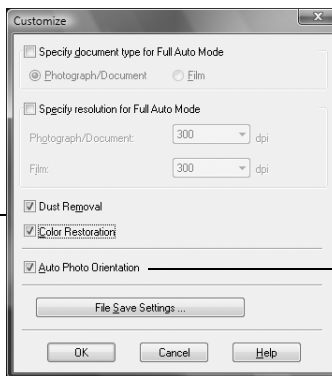 Customize
Specify document type for Full Auto Mode
Photograph/Document Film
Specify resolution for Full Auto Mode
Photograph/Document: 300 dpi
Film: 300 dpi
Dust Removal
Color Restoration
Auto Photo Orientation
File Save Settings ...
OK Cancel Help